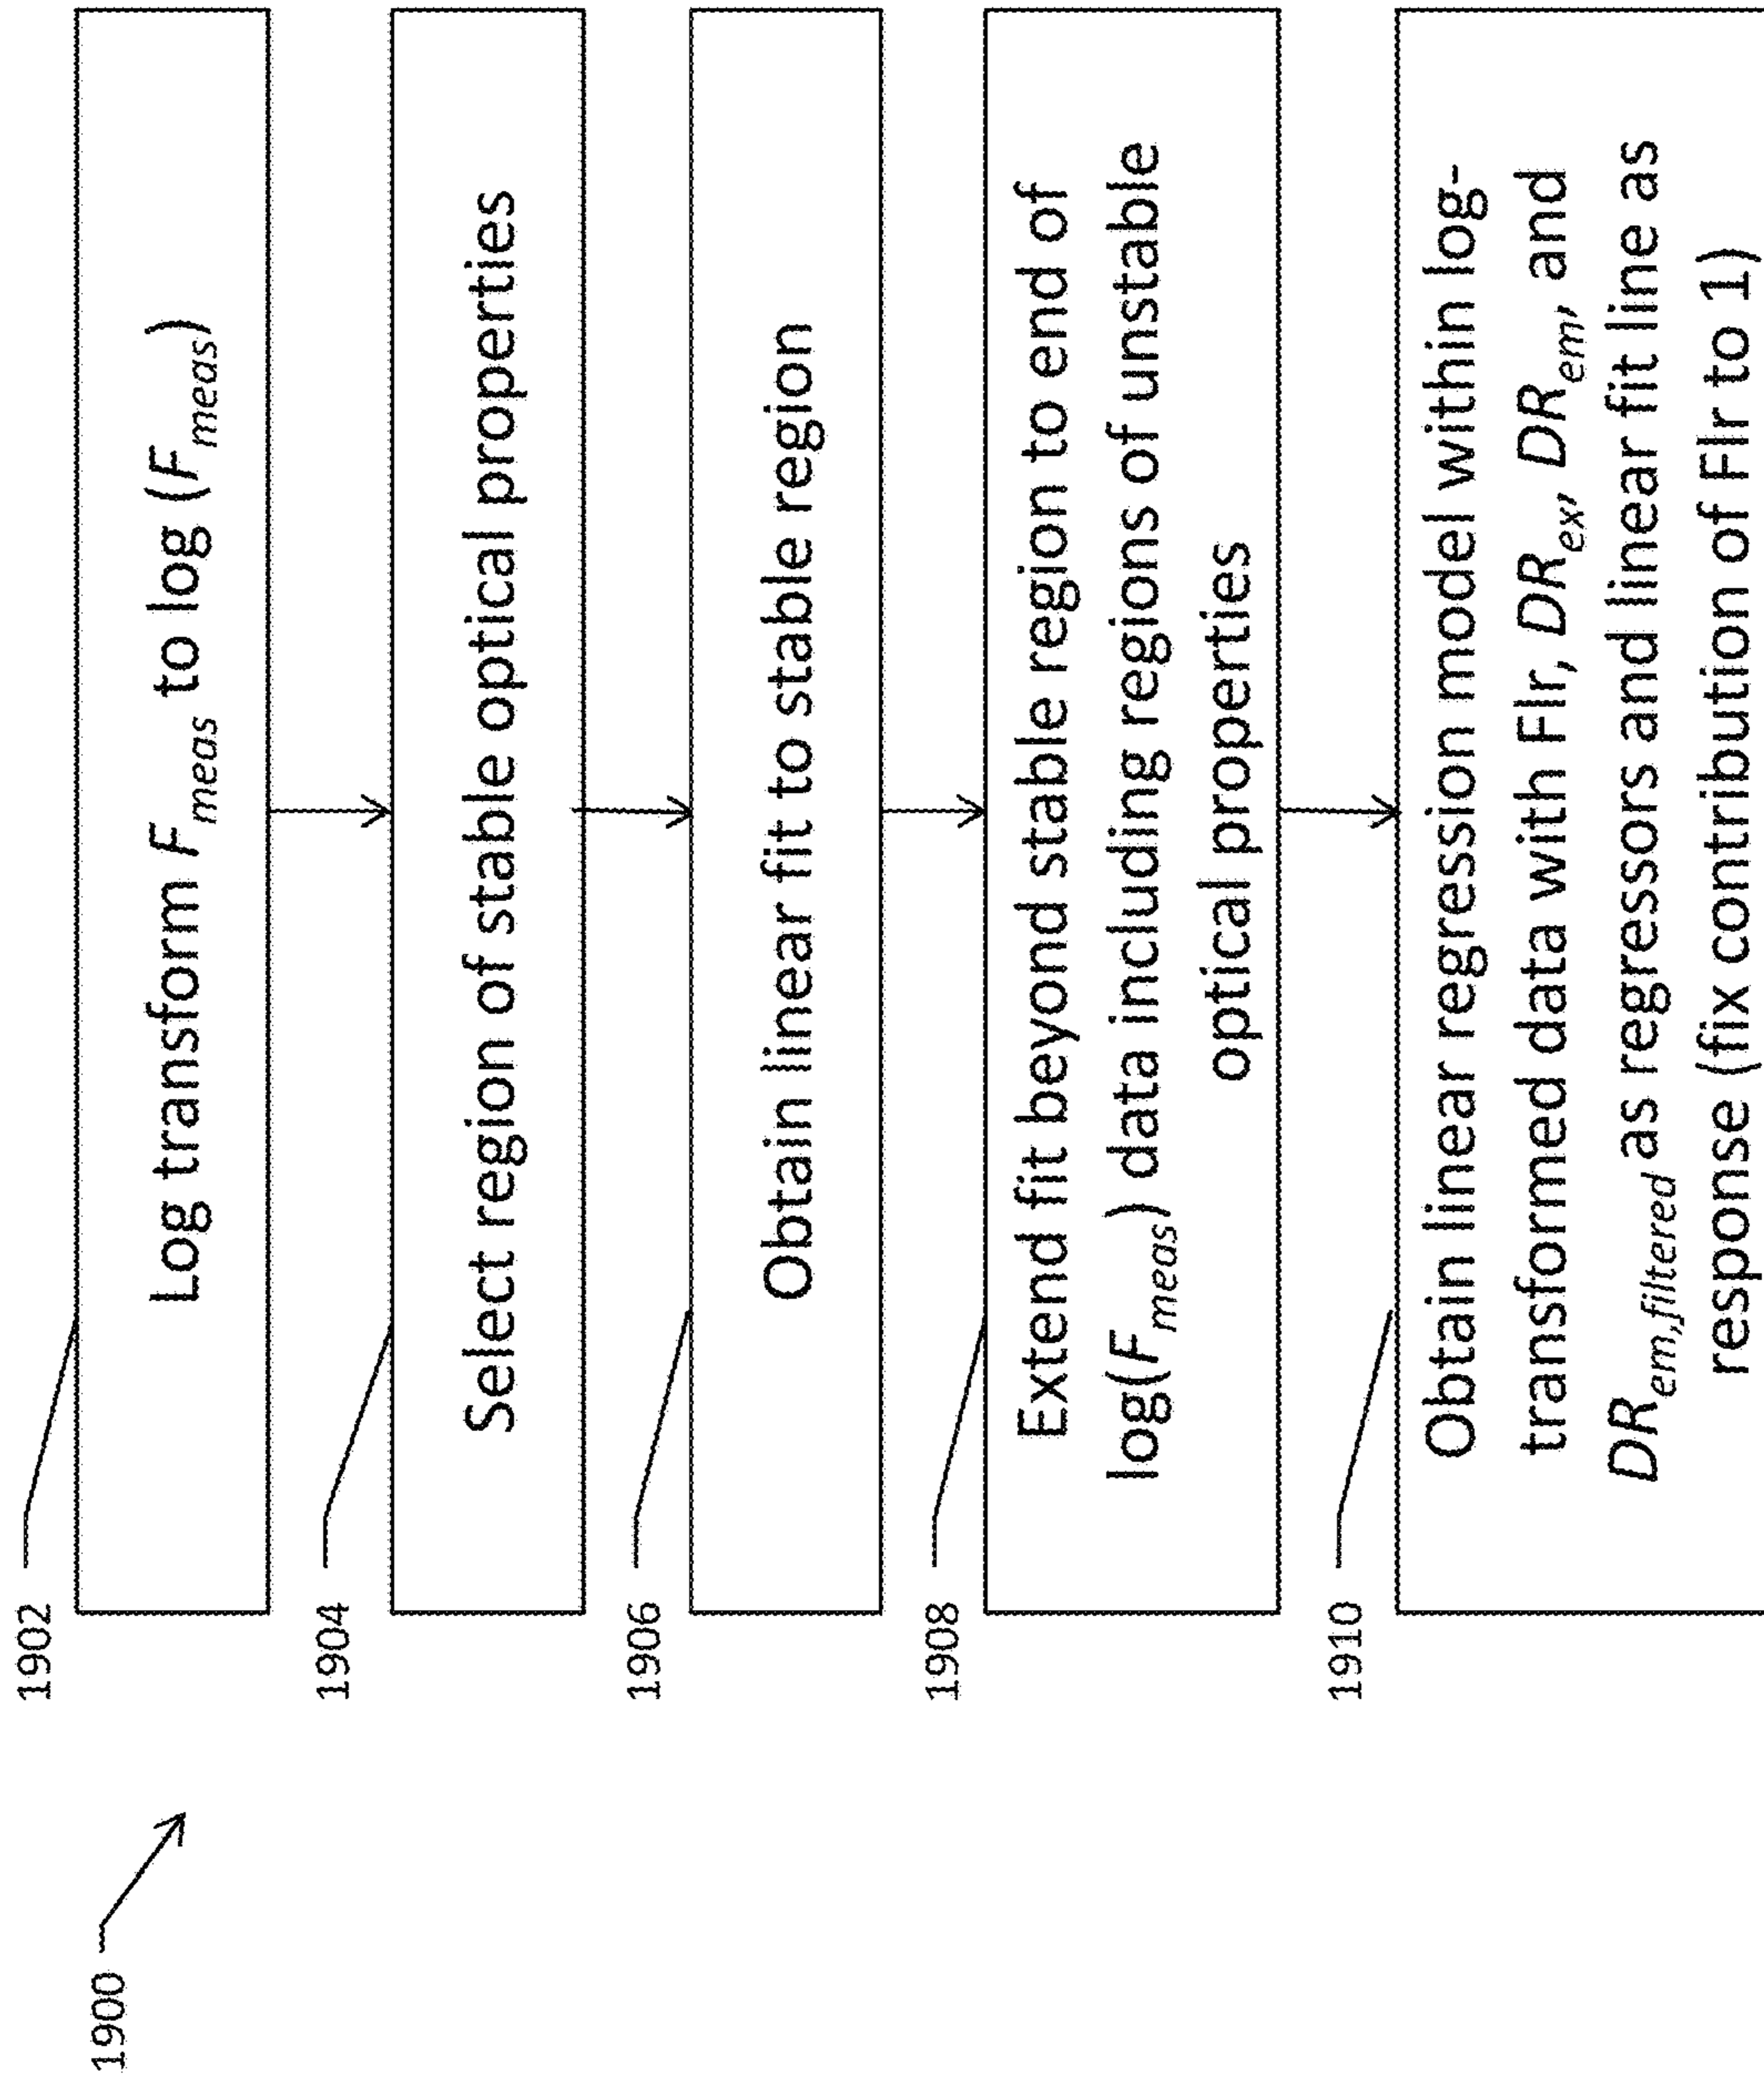 1900
1902
Log transform F_meas to log (F_meas)
1904
Select region of stable optical properties
1906
Obtain linear fit to stable region
1908
Extend fit beyond stable region to end of
log(F_meas) data including regions of unstable
optical properties
1910
Obtain linear regression model within log-
transformed data with Flr, DR_ex, DR_em, and
DR_em,filtered as regressors and linear fit line as
response (fix contribution of Flr to 1)